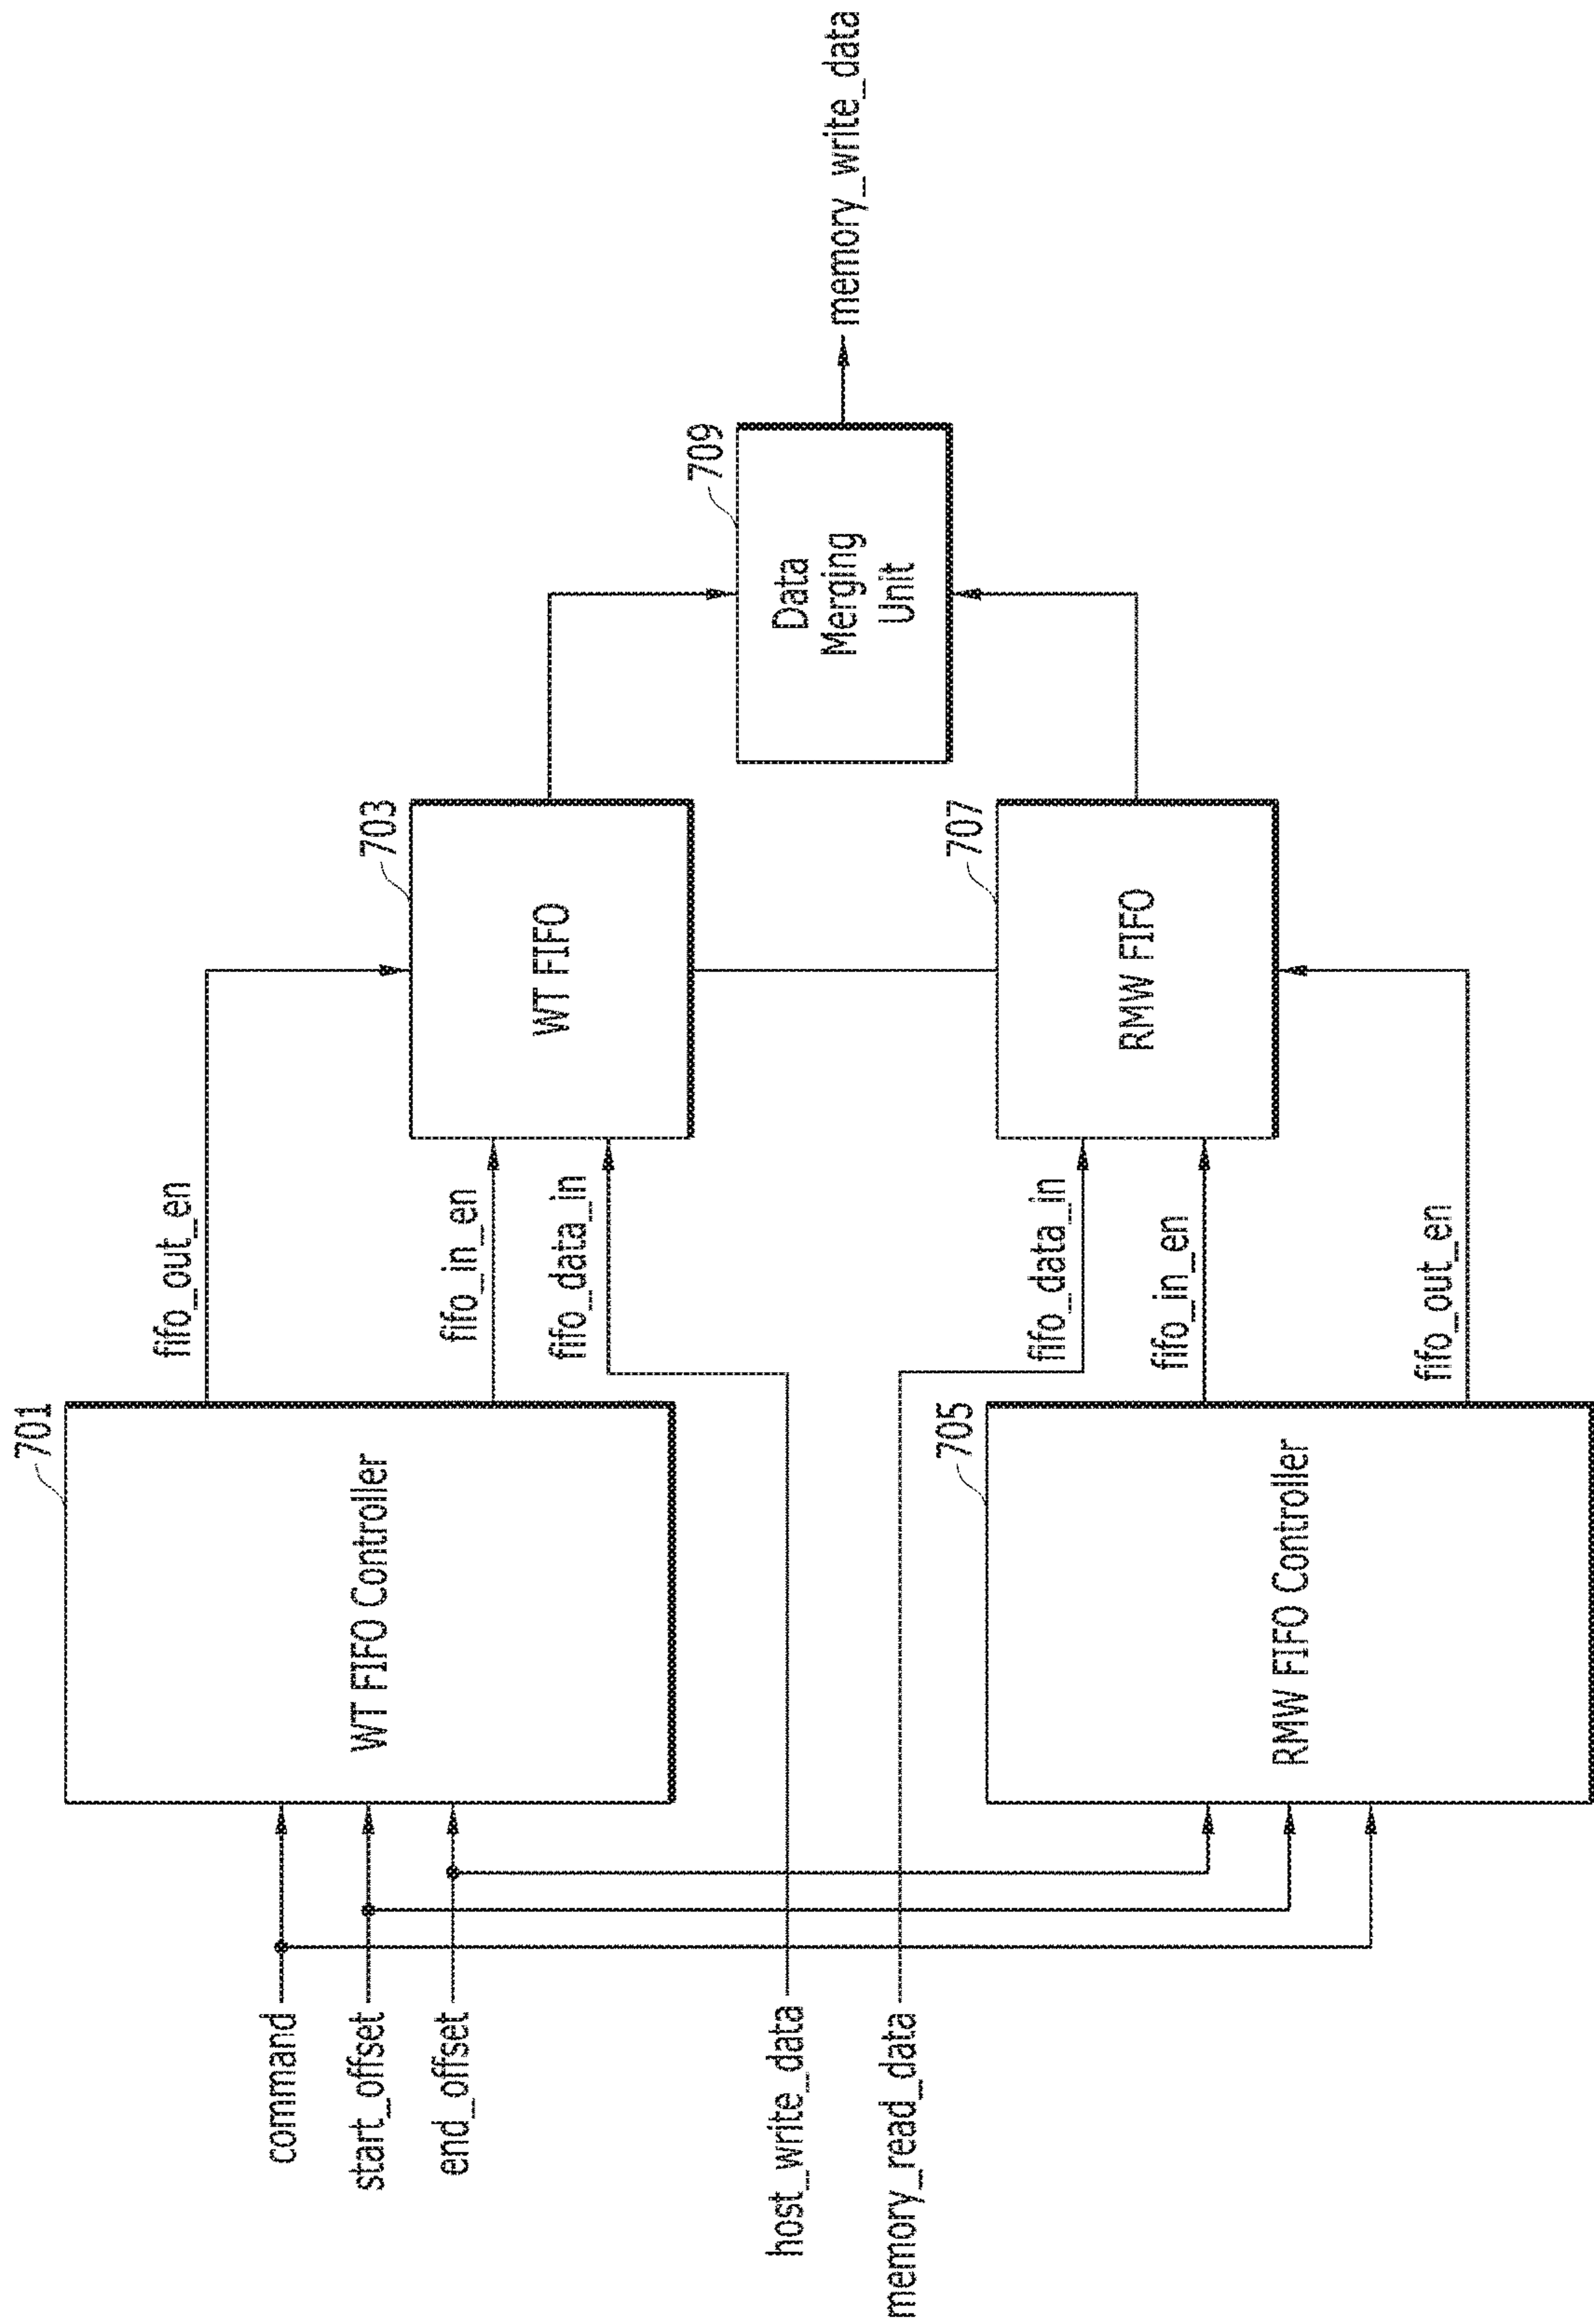 command
start_offset
end_offset
host_write_data
memory_read_data
701
WT FIFO Controller
705
RMW FIFO Controller
fifo_out_en
fifo_in_en
fifo_data_in
fifo_data_in
fifo_in_en
fifo_out_en
703
WT FIFO
707
RMW FIFO
709
Data
Merging
Unit
memory_write_data